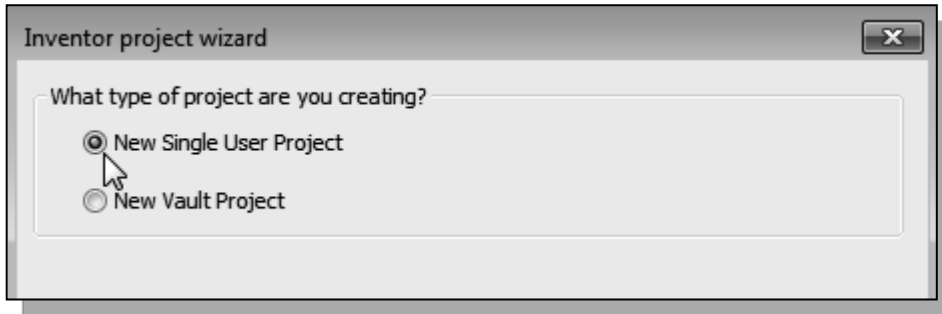 Inventor project wizard
What type of project are you creating?
New Single User Project
New Vault Project